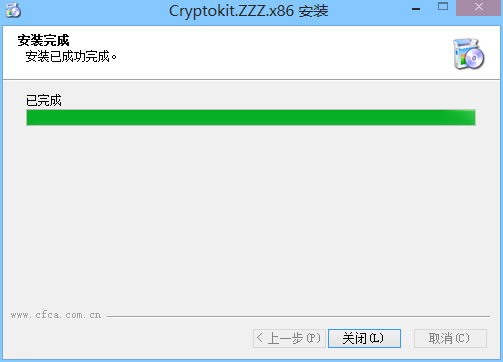 Cryptokit.ZZZ.x86 安装
安装完成
安装已成功完成。
已完成
www.cfca.com.cn
< 上一步(P) 关闭(L) 取消(C)